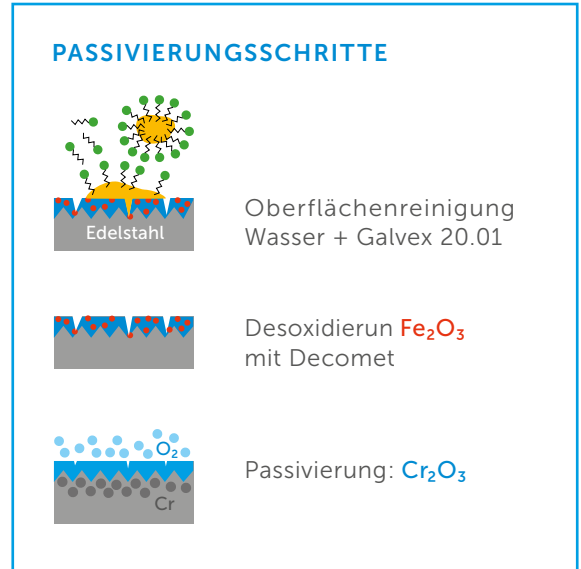 PASSIVIERUNGSSCHRITTE
Edelstahl
Oberflächenreinigung
Wasser + Galvex 20.01
Desoxidierun Fe₂O₃
mit Decomet
O₂
Cr
Passivierung: Cr₂O₃